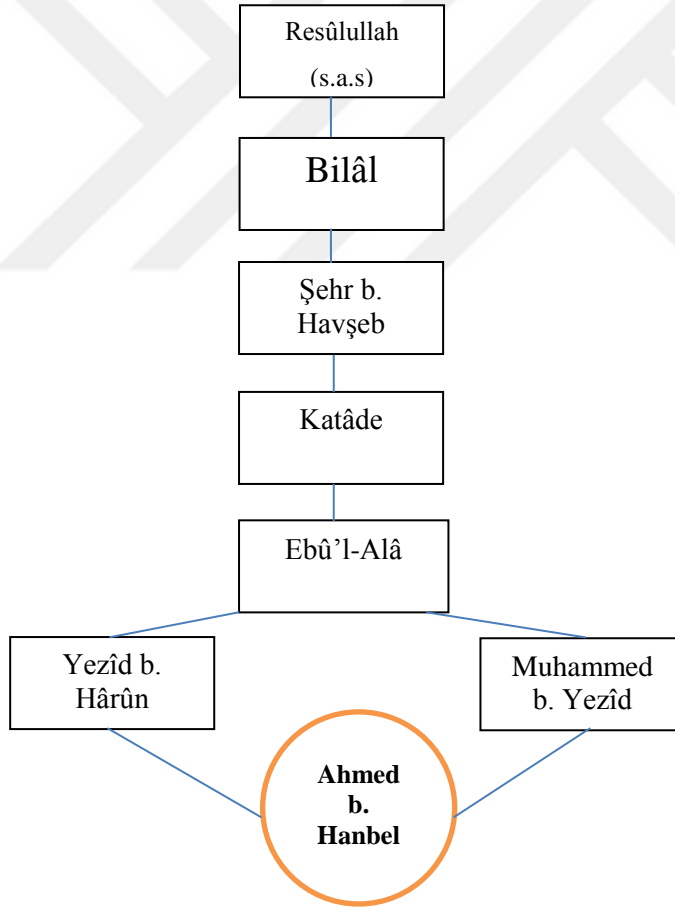 Resûlullah
(s.a.s)
Bilâl
Şehr b.
Havşeb
Katâde
Ebû’l-Alâ
Yezîd b.
Hârûn
Muhammed
b. Yezîd
Ahmed
b.
Hanbel